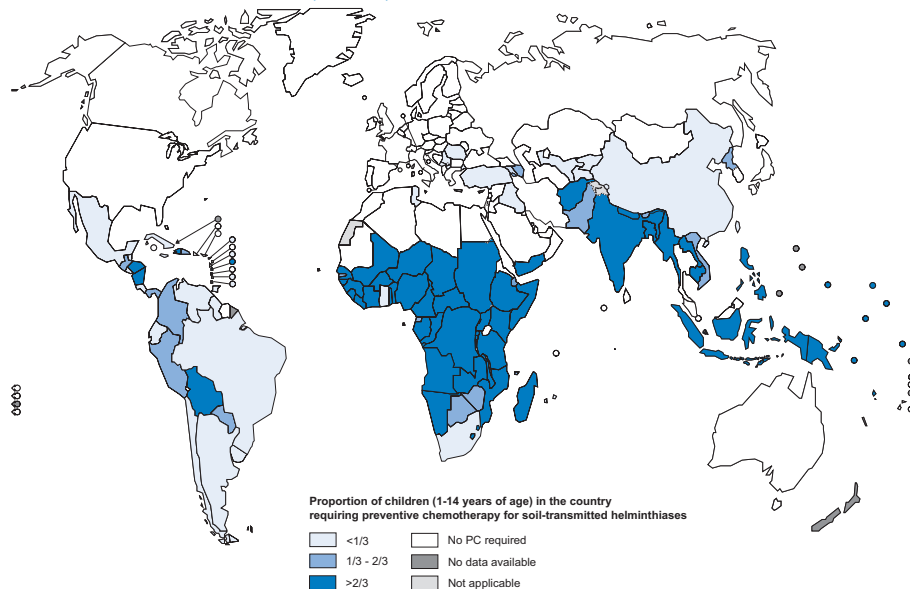 Proportion of children (1-14 years of age) in the country
requiring preventive chemotherapy for soil-transmitted helminthiases
<1/3 No PC required
1/3 - 2/3 No data available
>2/3 Not applicable